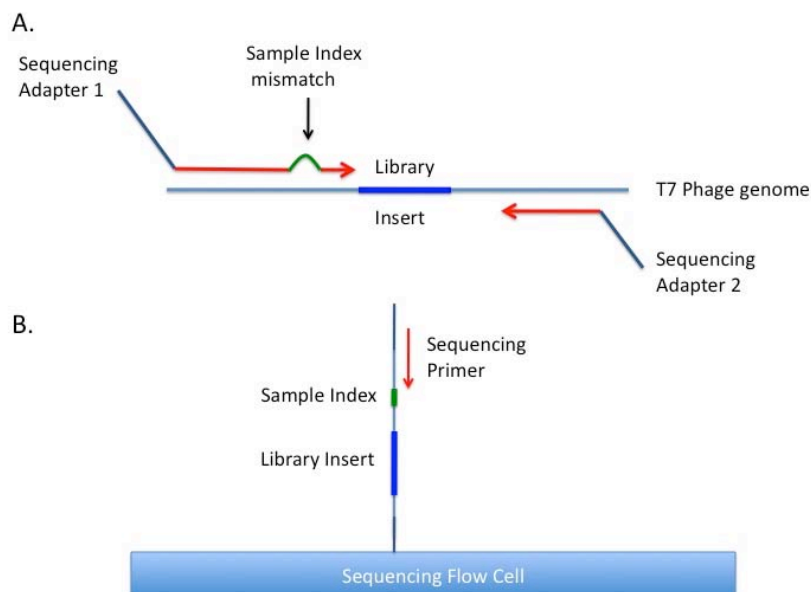 A.
Sequencing
Adapter 1
Sample Index
mismatch
Library
T7 Phage genome
Insert
Sequencing
Adapter 2
B.
Sequencing
Primer
Sample Index
Library Insert
Sequencing Flow Cell